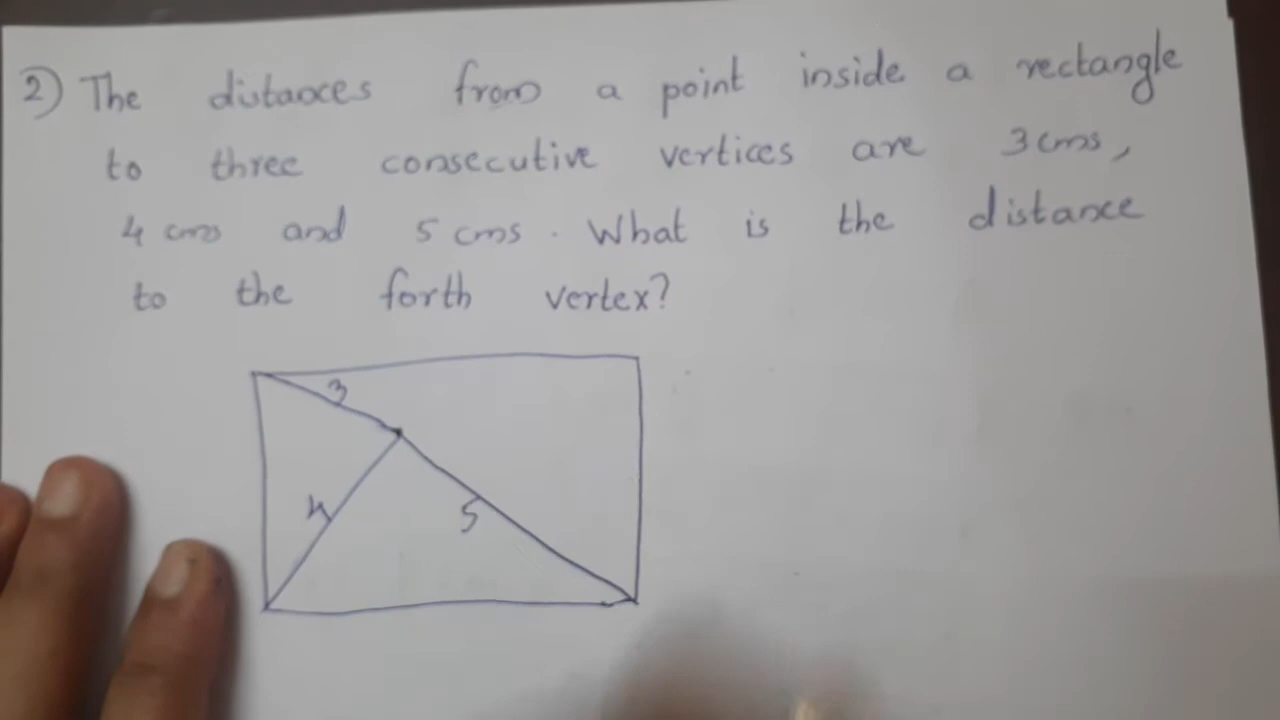 2) The distances from a point inside a rectangle
to three consecutive vertices are 3 cms,
4 cms and 5 cms. What is the distance
to the forth vertex?
3
4
5